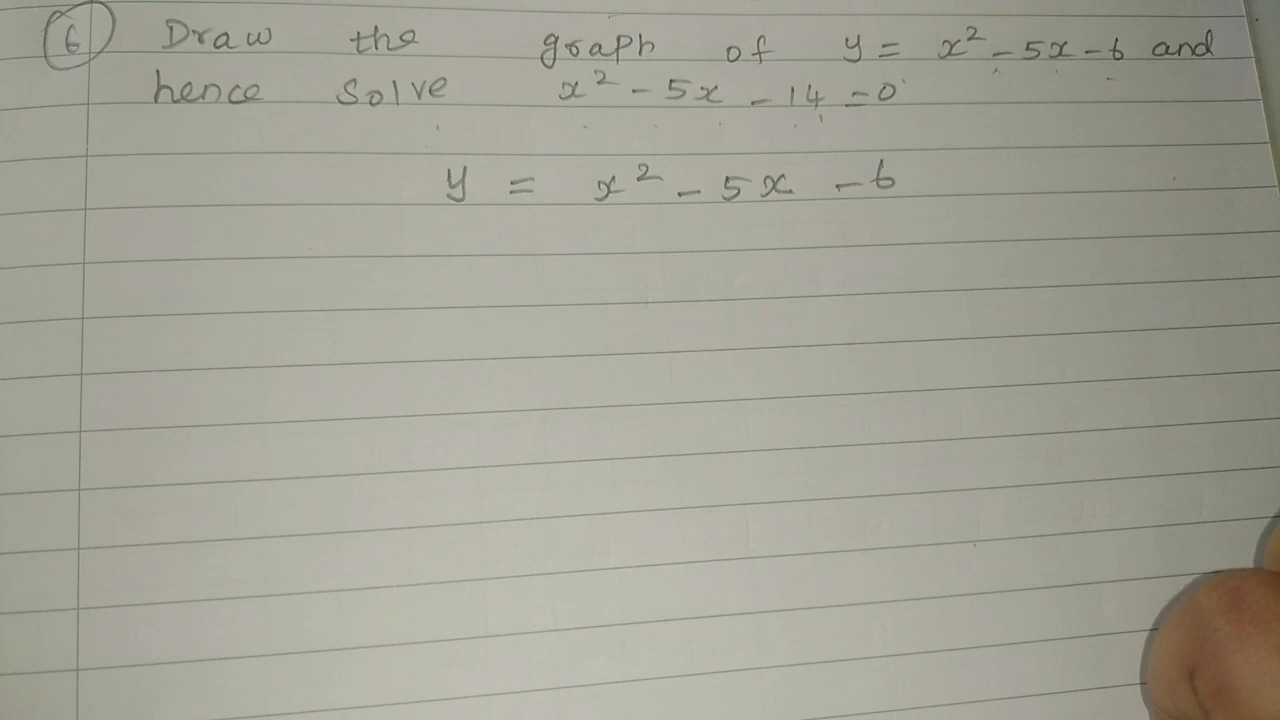 6 Draw the graph of y = x² - 5x - 6 and
hence solve x² - 5x - 14 = 0
y = x² - 5x - 6